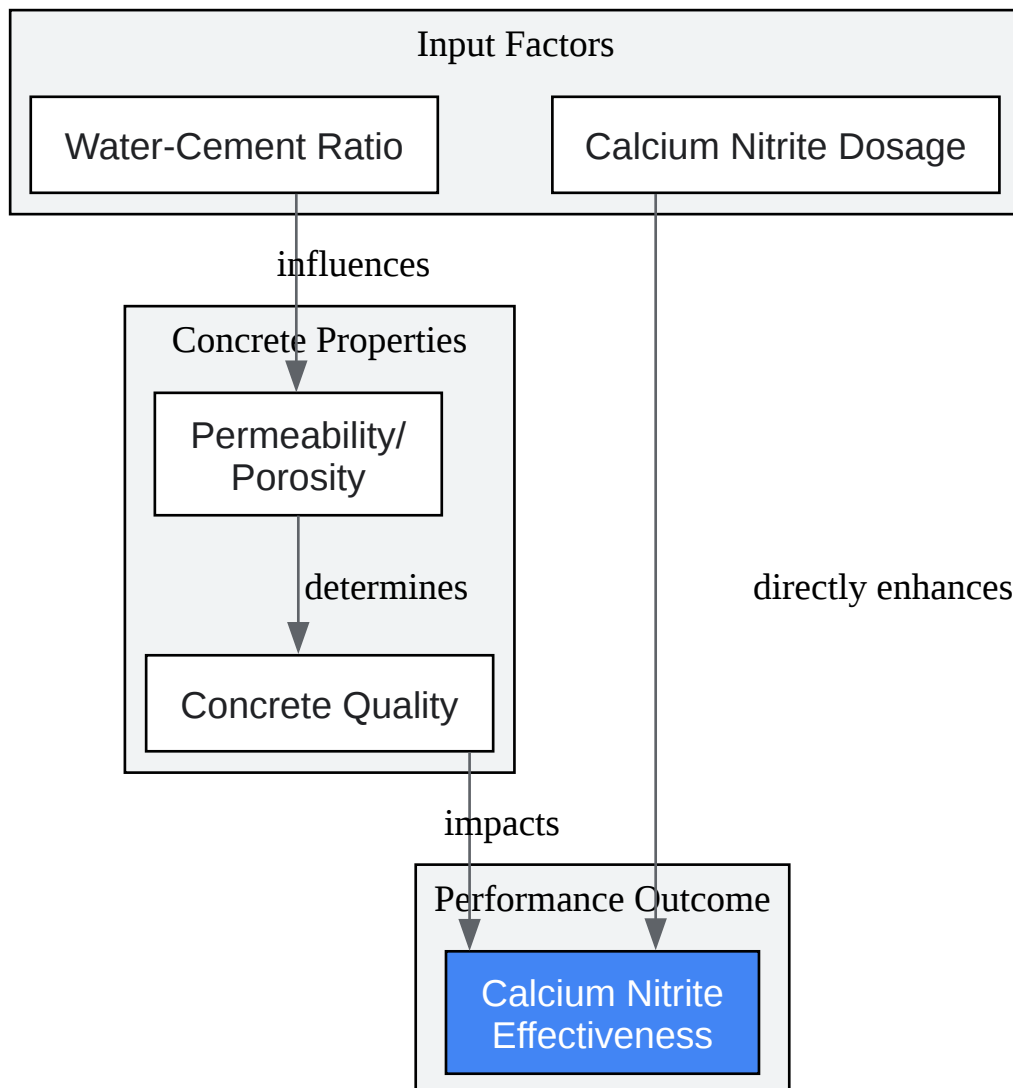 Input Factors
Water-Cement Ratio
Calcium Nitrite Dosage
influences
Concrete Properties
Permeability/
Porosity
determines
directly enhances
Concrete Quality
impacts
Performance Outcome
Calcium Nitrite
Effectiveness